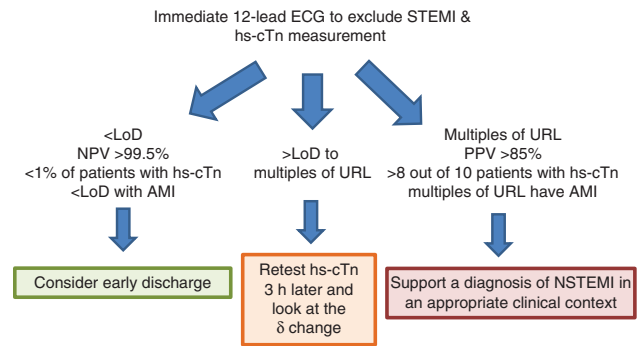 Immediate 12-lead ECG to exclude STEMI &
hs-cTn measurement
<LoD
NPV >99.5%
<1% of patients with hs-cTn
<LoD with AMI
>LoD to
multiples of URL
Multiples of URL
PPV >85%
>8 out of 10 patients with hs-cTn
multiples of URL have AMI
Consider early discharge
Retest hs-cTn
3 h later and
look at the
δ change
Support a diagnosis of NSTEMI in
an appropriate clinical context